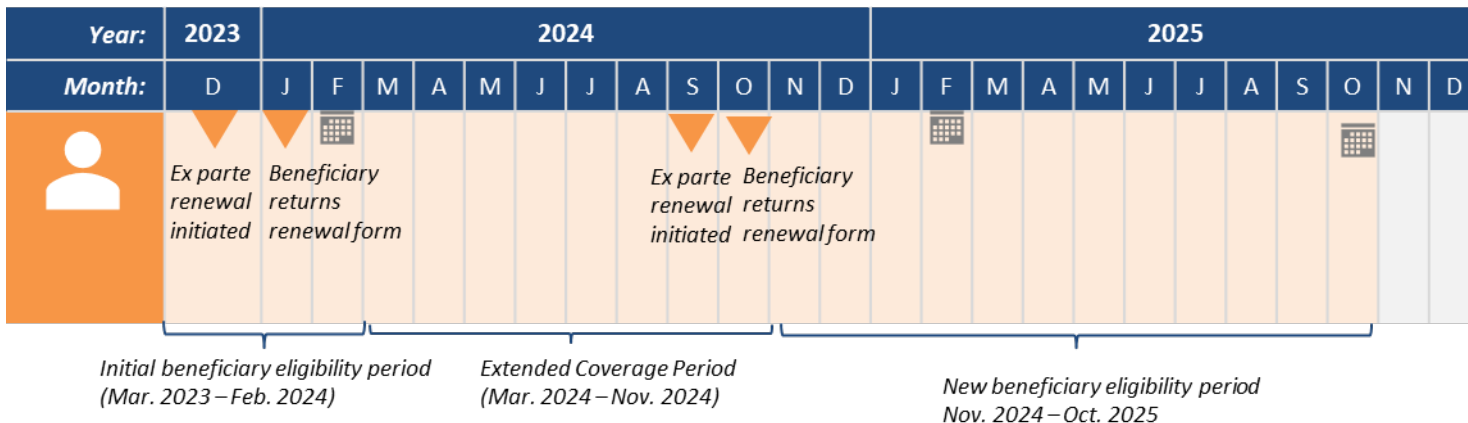 Year: 2023 2024 2025
Month: D J F M A M J J A S O N D J F M A M J J A S O N D
Ex parte
renewal
initiated
Beneficiary
returns
renewal form
Ex parte
renewal
initiated
Beneficiary
returns
renewal form
Initial beneficiary eligibility period
(Mar. 2023 – Feb. 2024)
Extended Coverage Period
(Mar. 2024 – Nov. 2024)
New beneficiary eligibility period
Nov. 2024 – Oct. 2025